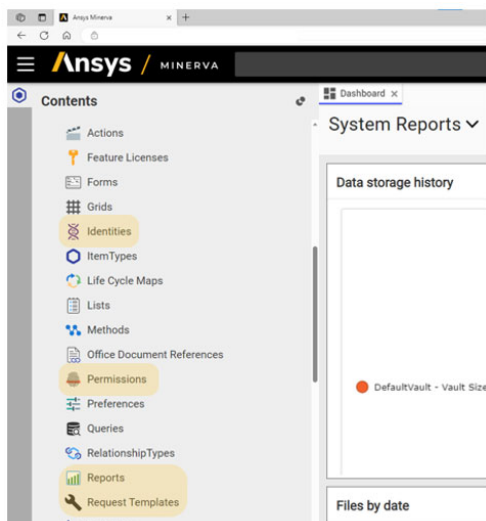 Ansys Minerva
Ansys / MINERVA
Contents
Actions
Feature Licenses
Forms
Grids
Identities
ItemTypes
Life Cycle Maps
Lists
Methods
Office Document References
Permissions
Preferences
Queries
RelationshipTypes
Reports
Request Templates
Dashboard
System Reports
Data storage history
DefaultVault - Vault Size
Files by date